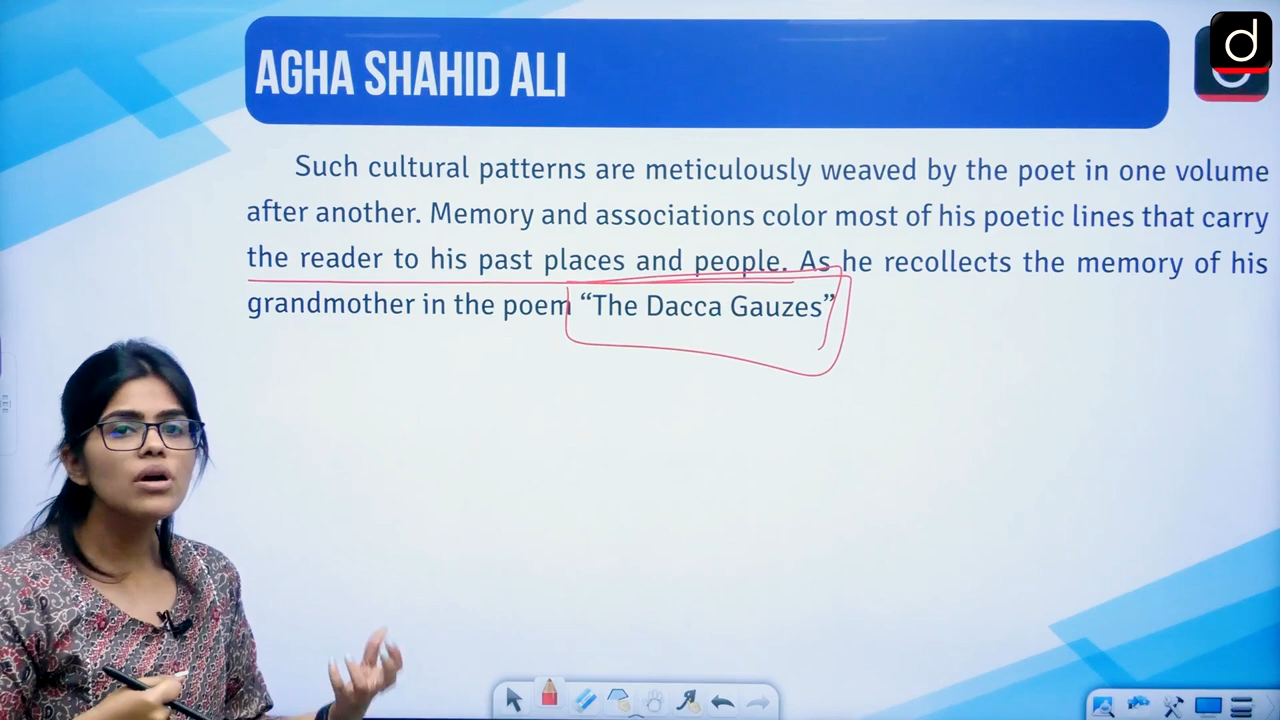 AGHA SHAHID ALI
d
Such cultural patterns are meticulously weaved by the poet in one volume
after another. Memory and associations color most of his poetic lines that carry
the reader to his past places and people. As he recollects the memory of his
grandmother in the poem “The Dacca Gauzes”